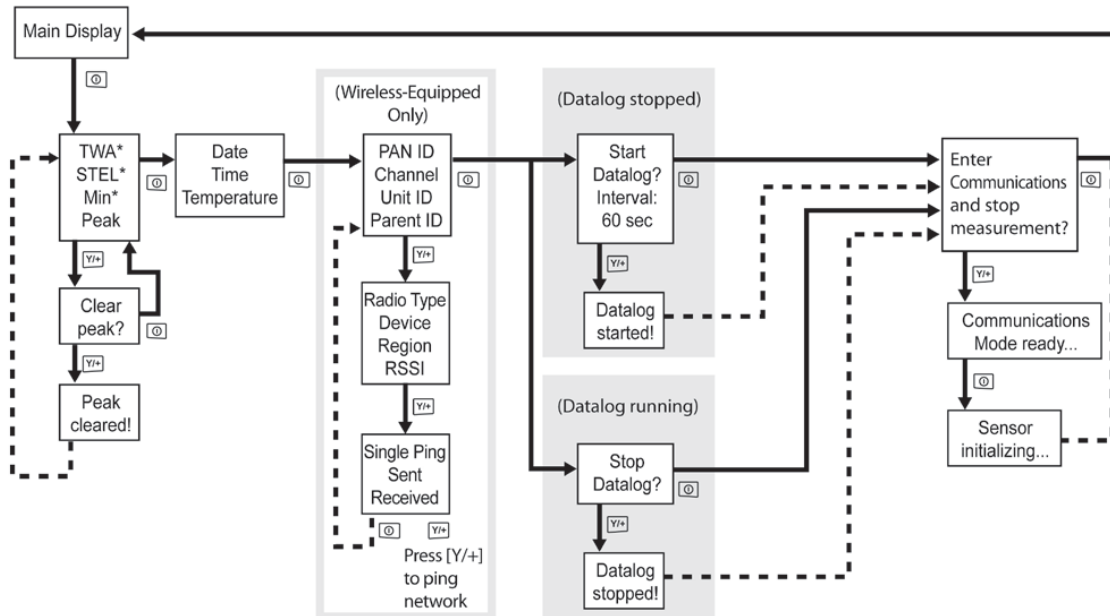 Main Display
TWA*
STEL*
Min*
Peak
Y/+
Clear
peak?
Y/+
Peak
cleared!
Date
Time
Temperature
(Wireless-Equipped
Only)
PAN ID
Channel
Unit ID
Parent ID
Y/+
Radio Type
Device
Region
RSSI
Y/+
Single Ping
Sent
Received
Y/+
Press [Y/+]
to ping
network
(Datalog stopped)
Start
Datalog?
Interval:
60 sec
Y/+
Datalog
started!
(Datalog running)
Stop
Datalog?
Y/+
Datalog
stopped!
Enter
Communications
and stop
measurement?
Y/+
Communications
Mode ready...
Sensor
initializing...